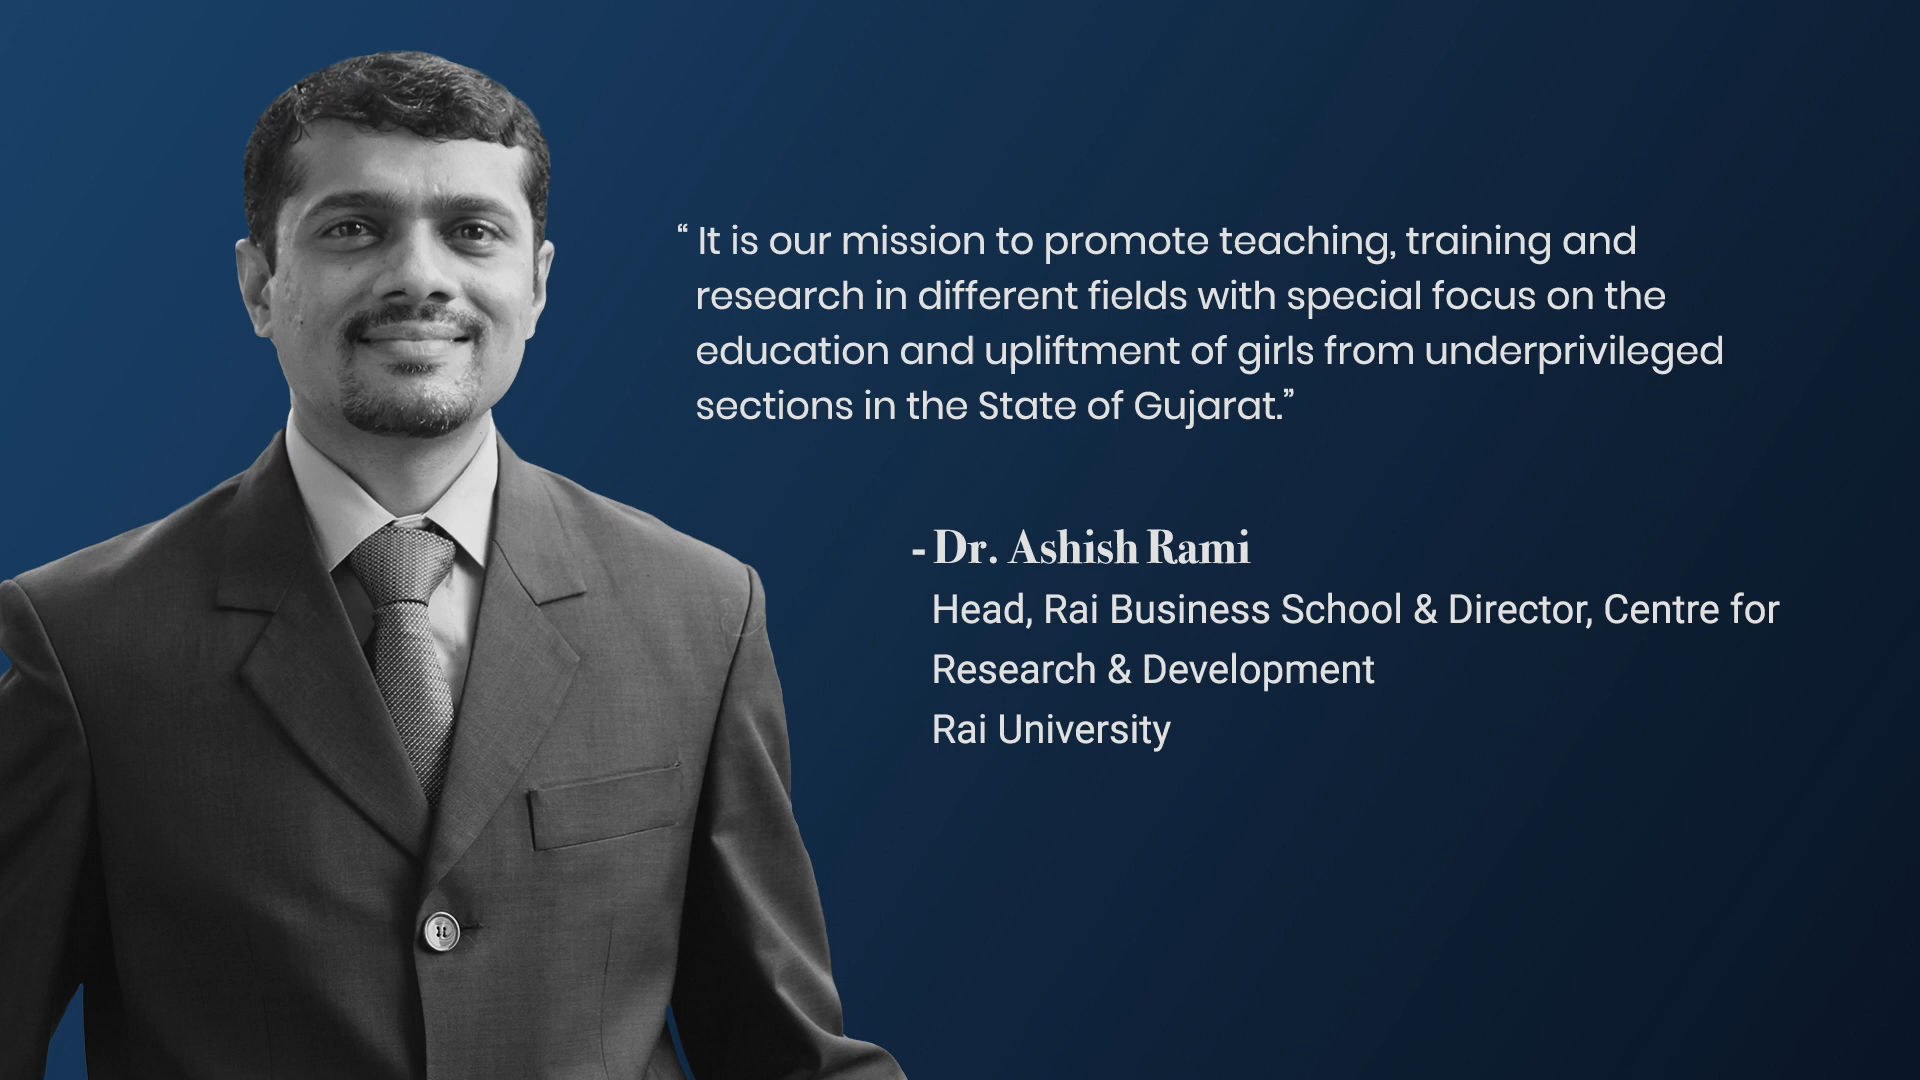 “ It is our mission to promote teaching, training and
research in different fields with special focus on the
education and upliftment of girls from underprivileged
sections in the State of Gujarat.”
- Dr. Ashish Rami
Head, Rai Business School & Director, Centre for
Research & Development
Rai University